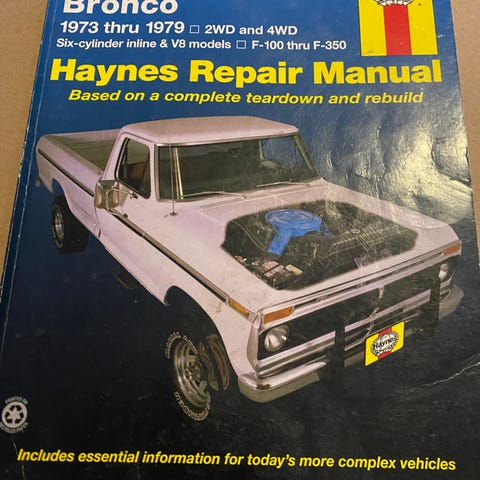 Bronco
1973 thru 1979 □ 2WD and 4WD
Six-cylinder inline & V8 models □ F-100 thru F-350
Haynes Repair Manual
Based on a complete teardown and rebuild
Haynes
Includes essential information for today's more complex vehicles